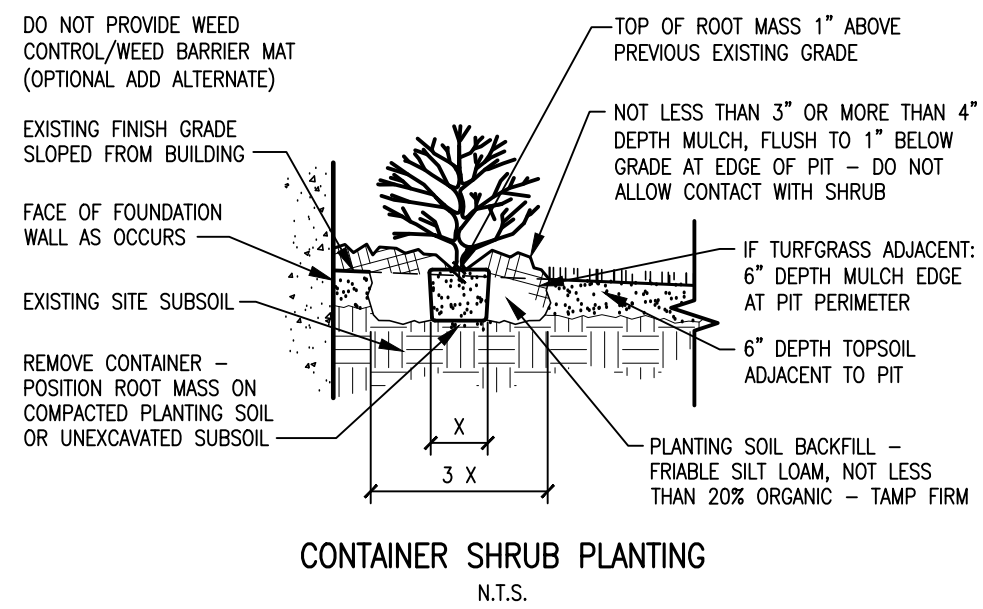 DO NOT PROVIDE WEED
CONTROL/WEED BARRIER MAT
(OPTIONAL ADD ALTERNATE)
EXISTING FINISH GRADE
SLOPED FROM BUILDING
FACE OF FOUNDATION
WALL AS OCCURS
EXISTING SITE SUBSOIL
REMOVE CONTAINER –
POSITION ROOT MASS ON
COMPACTED PLANTING SOIL
OR UNEXCAVATED SUBSOIL
TOP OF ROOT MASS 1" ABOVE
PREVIOUS EXISTING GRADE
NOT LESS THAN 3" OR MORE THAN 4"
DEPTH MULCH, FLUSH TO 1" BELOW
GRADE AT EDGE OF PIT – DO NOT
ALLOW CONTACT WITH SHRUB
IF TURFGRASS ADJACENT:
6" DEPTH MULCH EDGE
AT PIT PERIMETER
6" DEPTH TOPSOIL
ADJACENT TO PIT
PLANTING SOIL BACKFILL –
FRIABLE SILT LOAM, NOT LESS
THAN 20% ORGANIC – TAMP FIRM
X
3 X
CONTAINER SHRUB PLANTING
N.T.S.